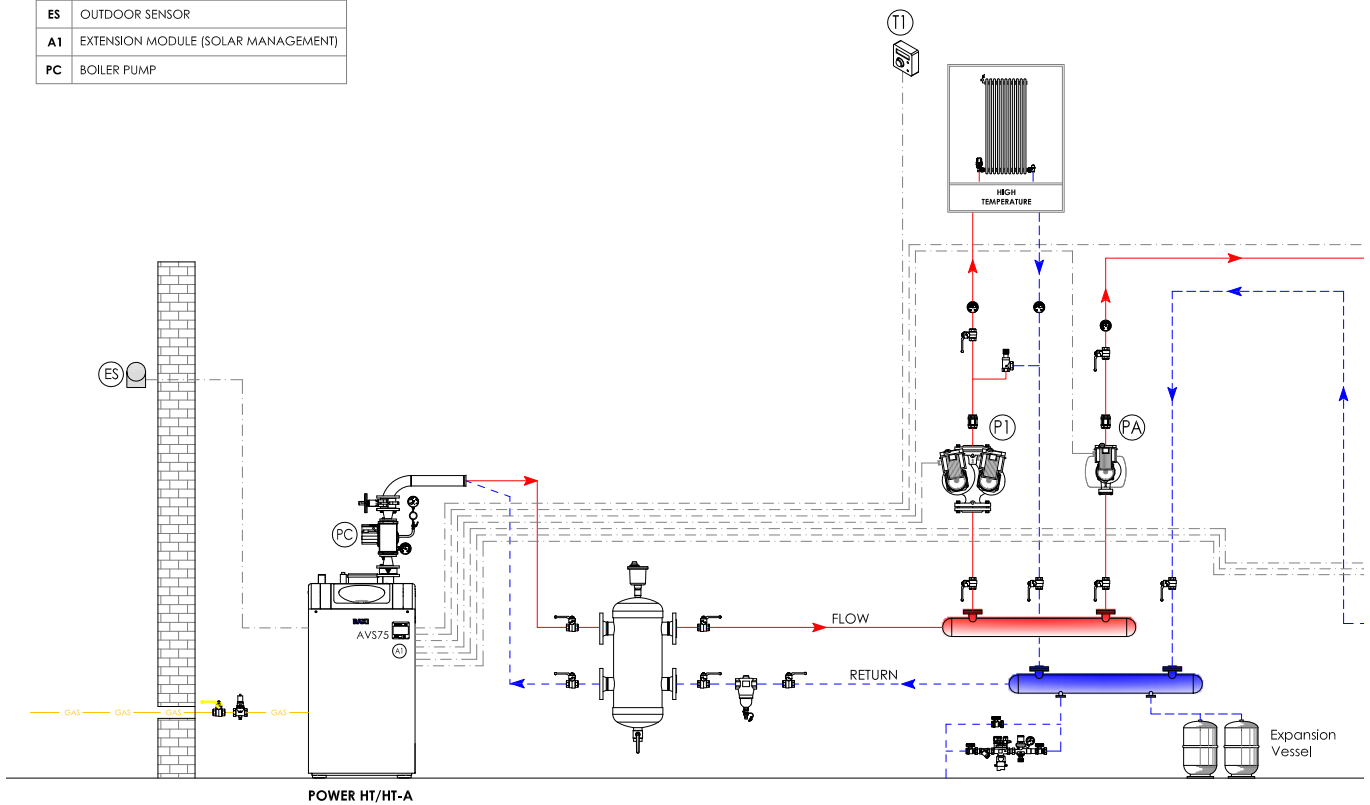 ES OUTDOOR SENSOR
A1 EXTENSION MODULE (SOLAR MANAGEMENT)
PC BOILER PUMP
T1
HIGH
TEMPERATURE
ES
P1
PA
PC
BAXI
AVS75
A1
FLOW
RETURN
GAS GAS GAS GAS
Expansion
Vessel
POWER HT/HT-A